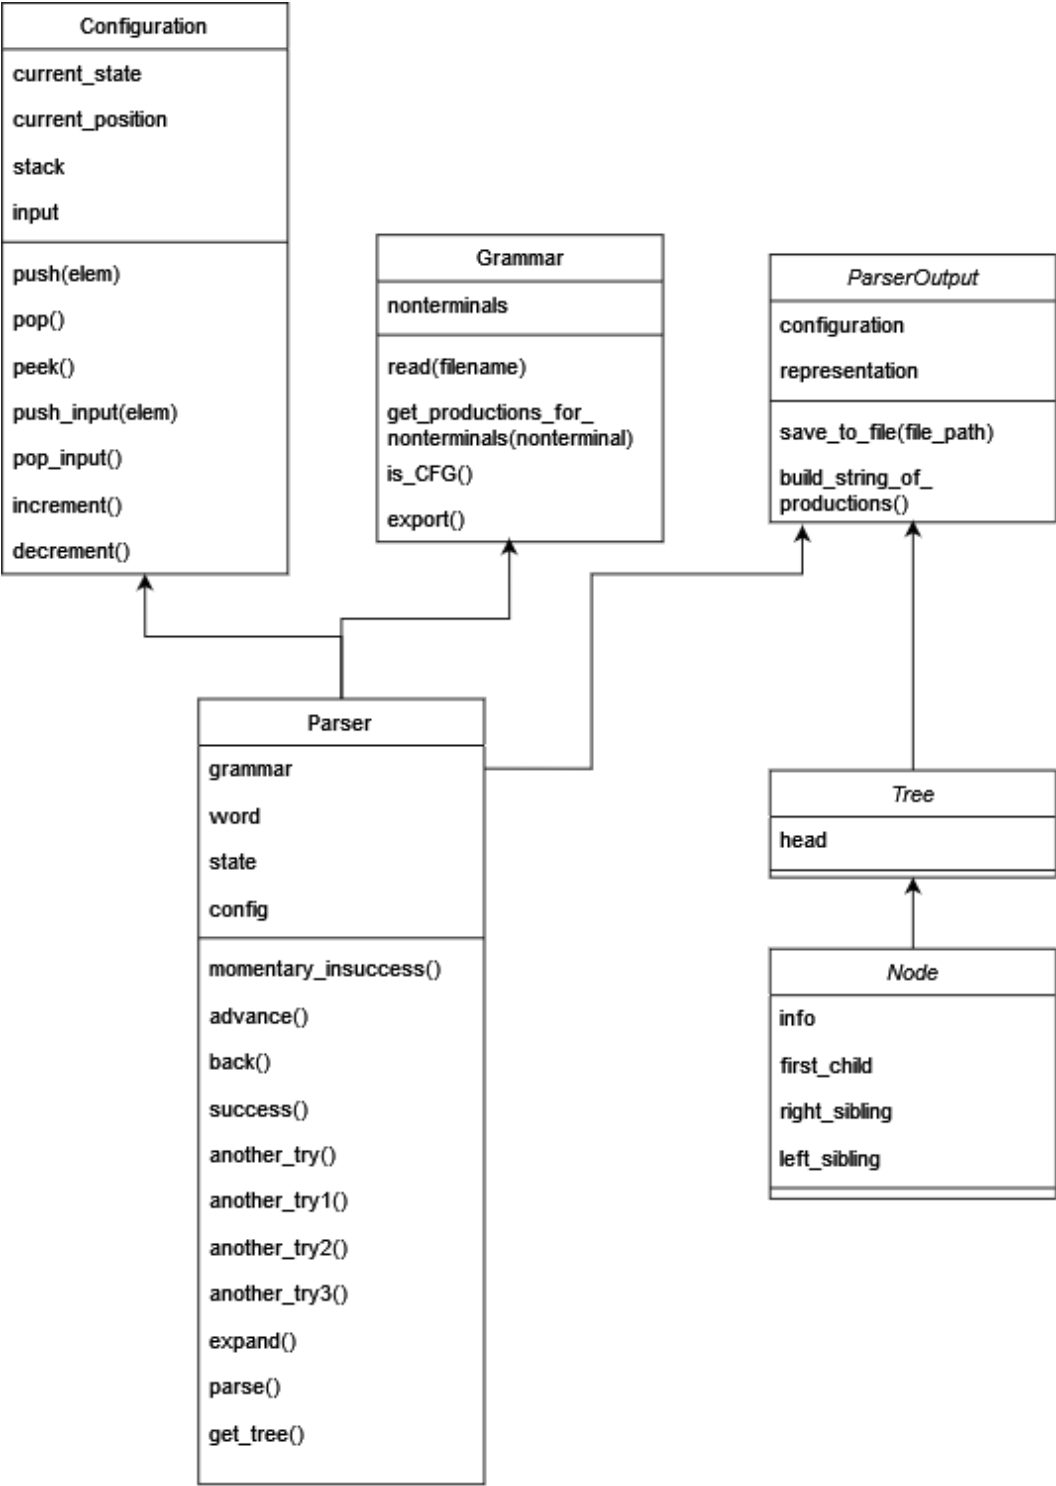 Configuration
current_state
current_position
stack
input
push(elem)
pop()
peek()
push_input(elem)
pop_input()
increment()
decrement()
Grammar
nonterminals
read(filename)
get_productions_for_
nonterminals(nonterminal)
is_CFG()
export()
ParserOutput
configuration
representation
save_to_file(file_path)
build_string_of_
productions()
Parser
grammar
word
state
config
momentary_insuccess()
advance()
back()
success()
another_try()
another_try1()
another_try2()
another_try3()
expand()
parse()
get_tree()
Tree
head
Node
info
first_child
right_sibling
left_sibling